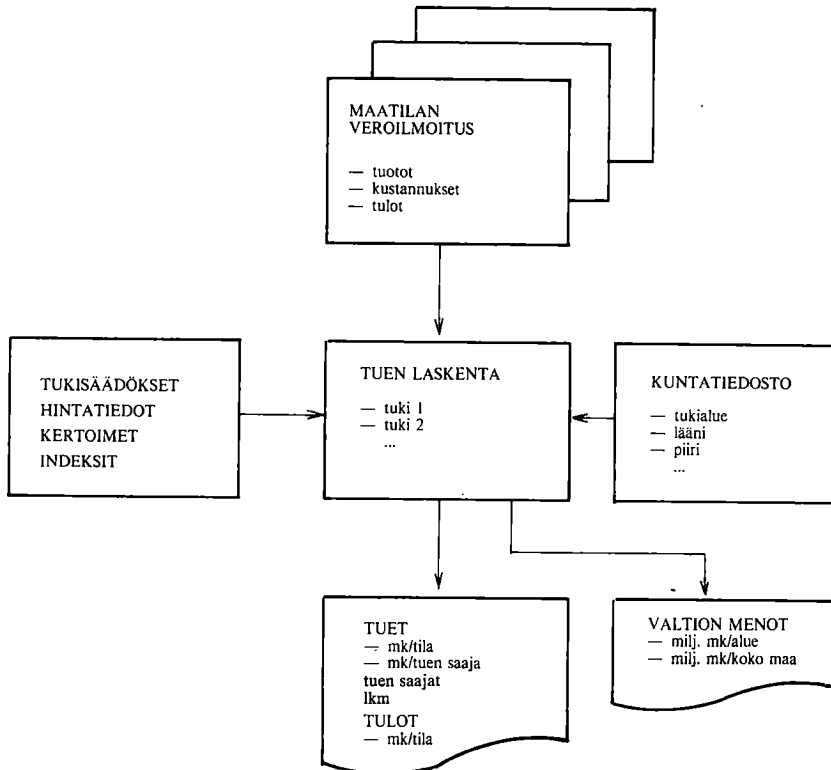 MAATILAN
VEROILMOITUS
— tuotot
— kustannukset
— tulot
TUKISÄÄDÖKSET
HINTATIEDOT
KERTOIMET
INDEKSIT
TUEN LASKENTA
— tuki 1
— tuki 2
...
KUNTATIEDOSTO
— tukialue
— lääni
— piiri
...
TUET
— mk/tila
— mk/tuen saaja
tuen saajat
lkm
TULOT
— mk/tila
VALTION MENOT
— milj. mk/alue
— milj. mk/koko maa